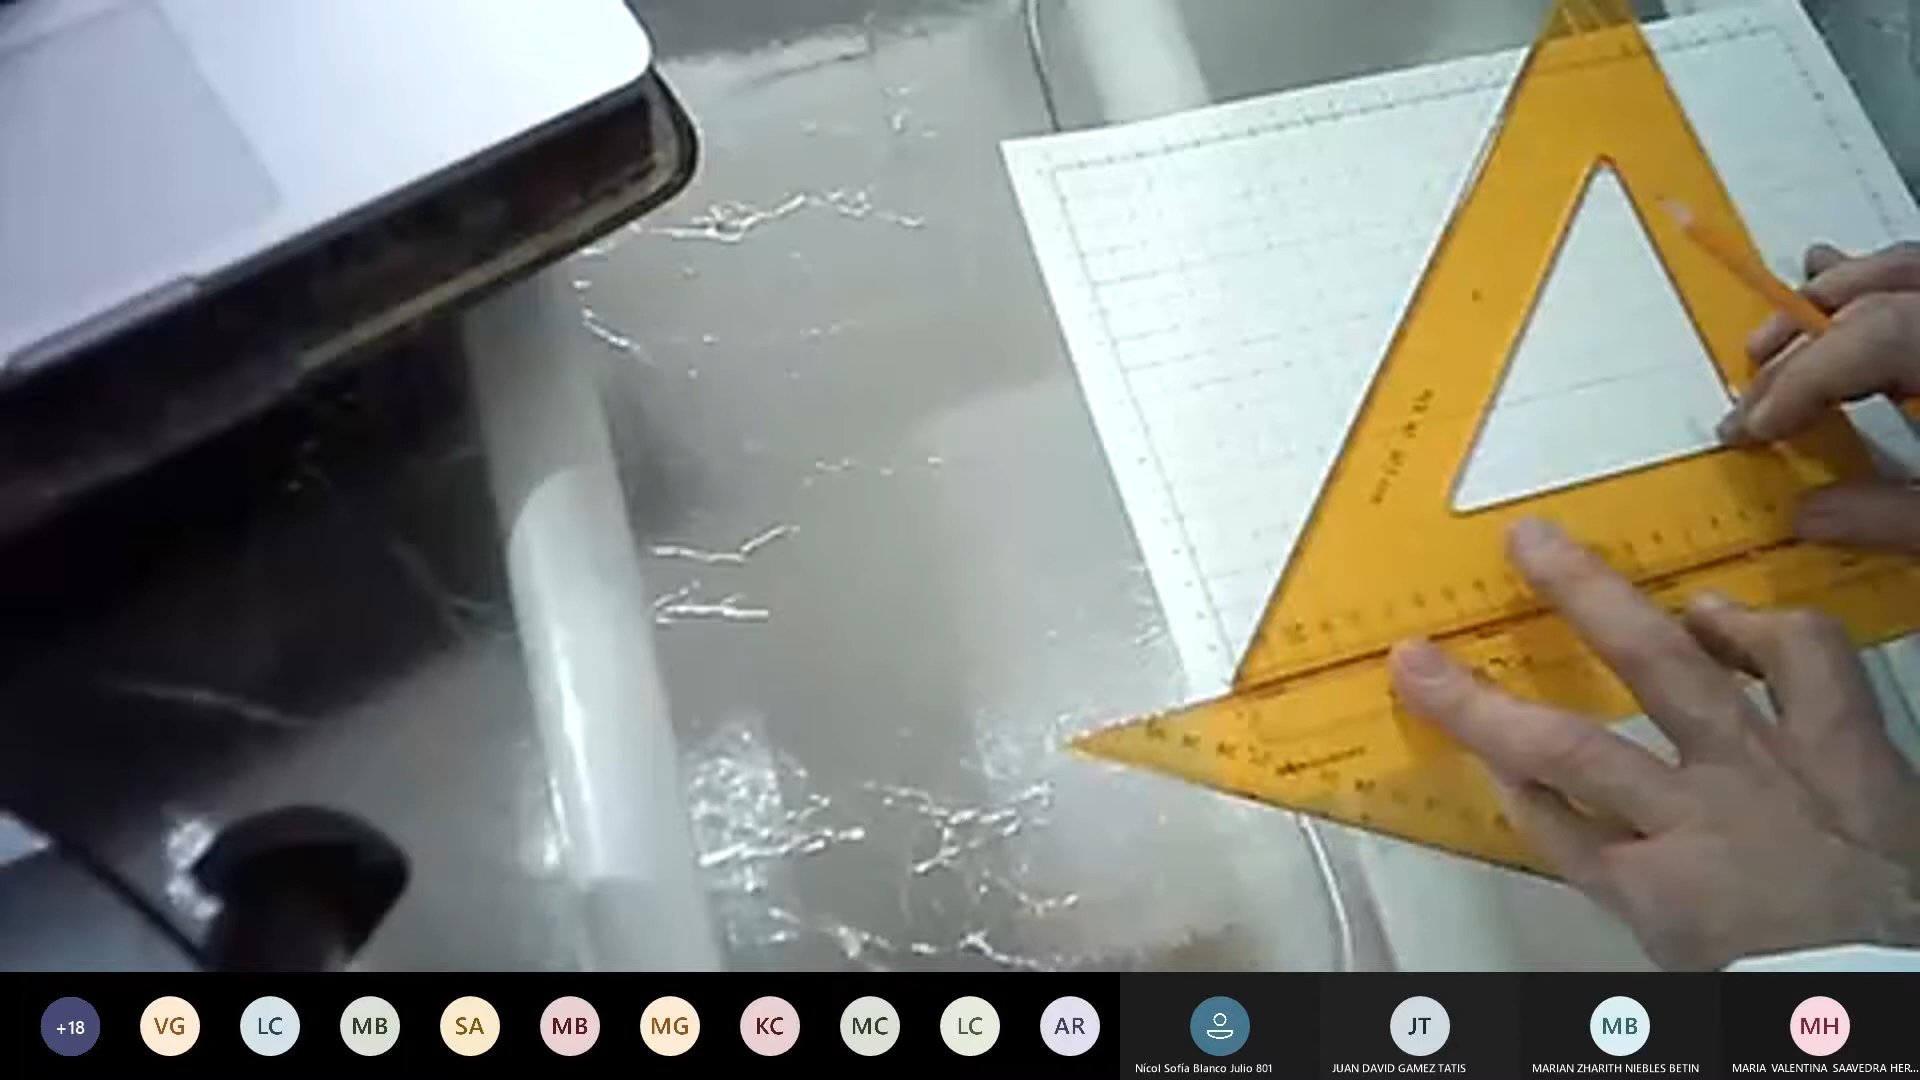 +18
VG
LC
MB
SA
MB
MG
KC
MC
LC
AR
Nícol Sofía Blanco Julio 801
JT
JUAN DAVID GAMEZ TATIS
MB
MARIAN ZHARITH NIEBLES BETIN
MH
MARIA VALENTINA SAAVEDRA HER...